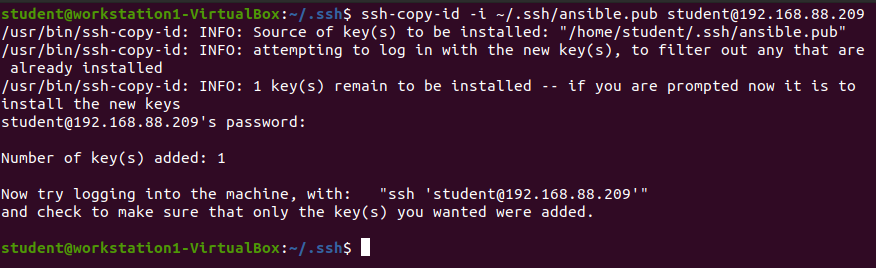 student@workstation1-VirtualBox:~/.ssh$ ssh-copy-id -i ~/.ssh/ansible.pub student@192.168.88.209
/usr/bin/ssh-copy-id: INFO: Source of key(s) to be installed: "/home/student/.ssh/ansible.pub"
/usr/bin/ssh-copy-id: INFO: attempting to log in with the new key(s), to filter out any that are
 already installed
/usr/bin/ssh-copy-id: INFO: 1 key(s) remain to be installed -- if you are prompted now it is to
install the new keys
student@192.168.88.209's password:
Number of key(s) added: 1
Now try logging into the machine, with:   "ssh 'student@192.168.88.209'"
and check to make sure that only the key(s) you wanted were added.
student@workstation1-VirtualBox:~/.ssh$